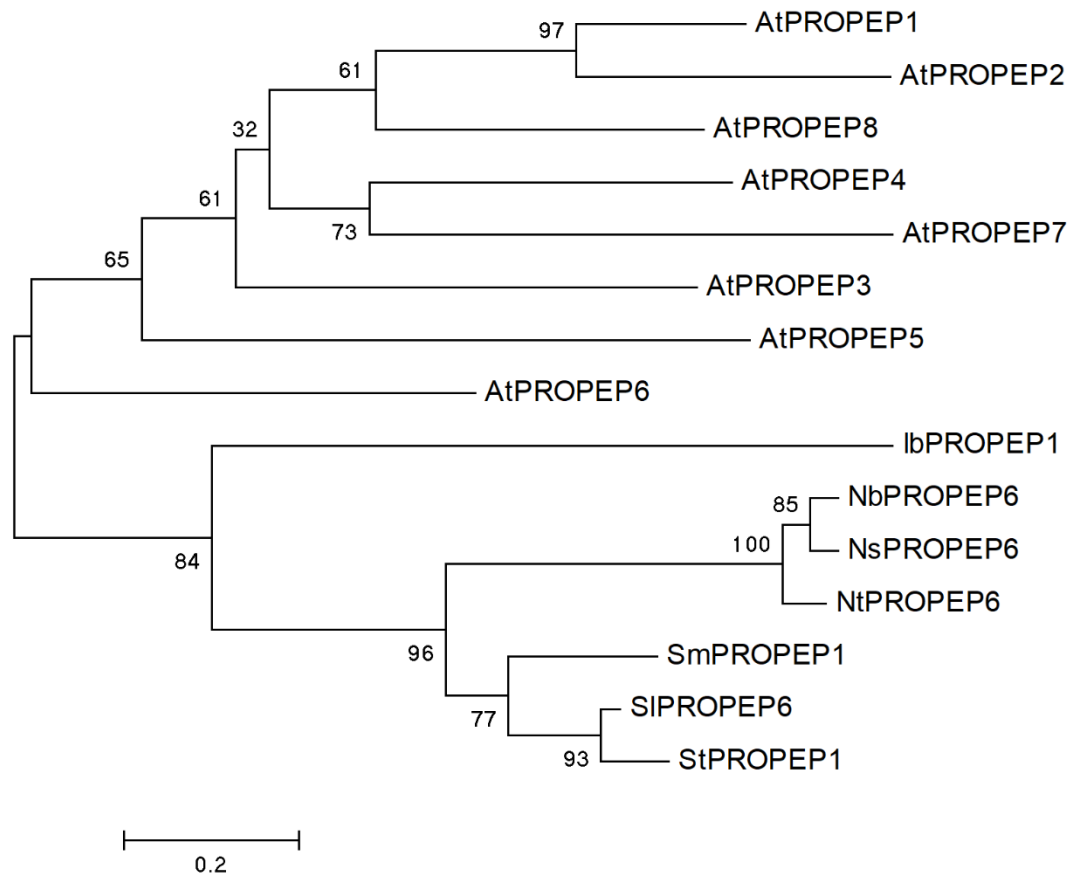 97
AtPROPEP1
61
AtPROPEP2
32
AtPROPEP8
61
AtPROPEP4
73
AtPROPEP7
65
AtPROPEP3
AtPROPEP5
AtPROPEP6
IbPROPEP1
85
NbPROPEP6
100
NsPROPEP6
84
NtPROPEP6
96
SmPROPEP1
77
SlPROPEP6
93
StPROPEP1
0.2